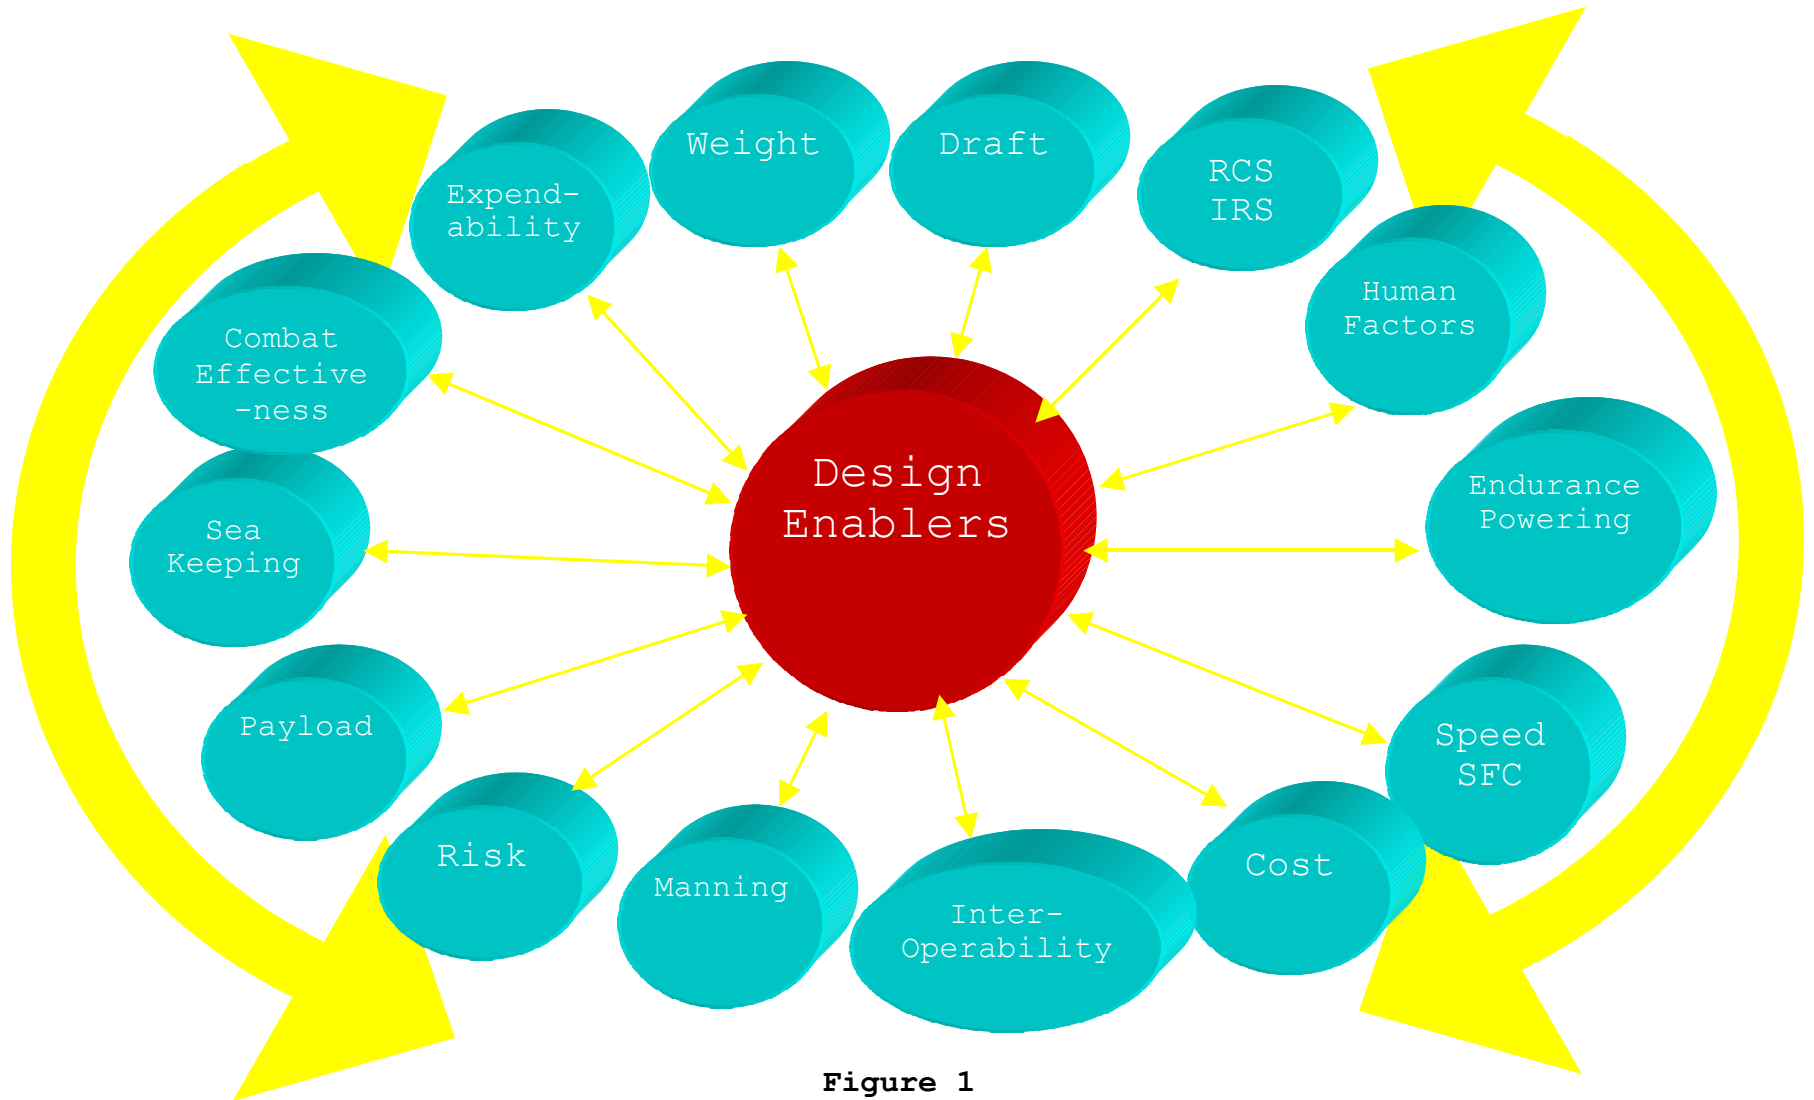 Weight
Draft
RCS
IRS
Expend-
ability
Human
Factors
Combat
Effective
-ness
Design
Enablers
Endurance
Powering
Sea
Keeping
Payload
Speed
SFC
Risk
Manning
Inter-
Operability
Cost
Figure 1